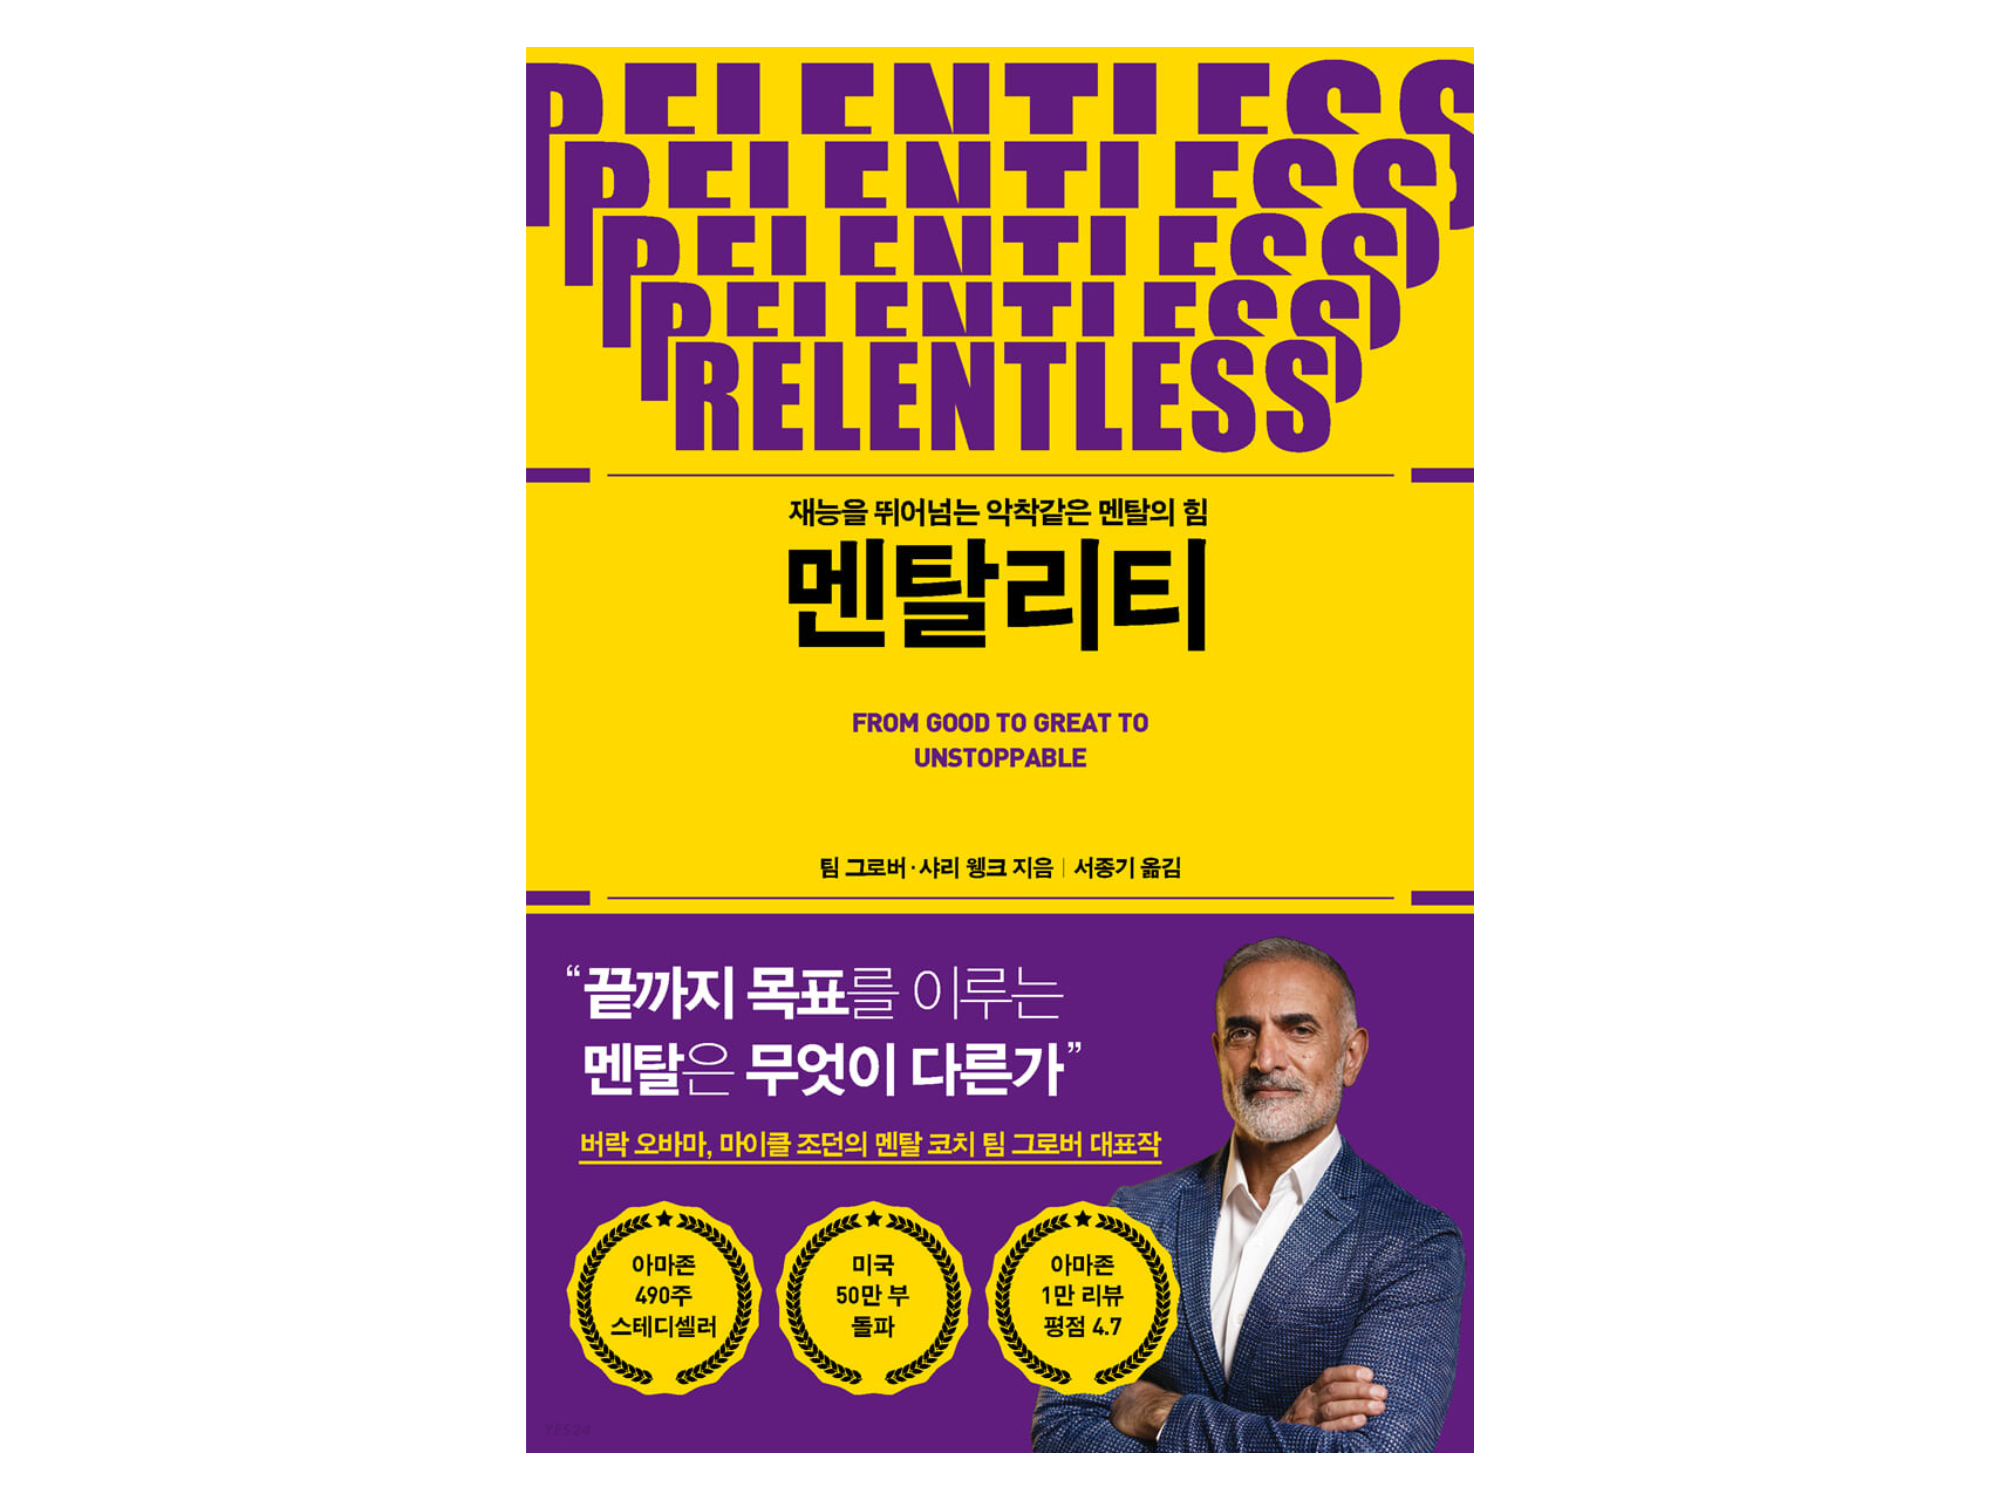 RELENTLESS
RELENTLESS
RELENTLESS
RELENTLESS
RELENTLESS
재능을 뛰어넘는 악착같은 멘탈의 힘
멘탈리티
FROM GOOD TO GREAT TO
UNSTOPPABLE
팀 그로버·샤리 웽크 지음 | 서종기 옮김
“끝까지 목표를 이루는
멘탈은 무엇이 다른가”
버락 오바마, 마이클 조던의 멘탈 코치 팀 그로버 대표작
아마존
490주
스테디셀러
미국
50만 부
돌파
아마존
1만 리뷰
평점 4.7
YES24